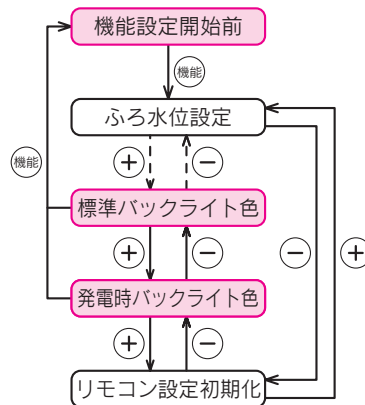 機能設定開始前
機能
ふろ水位設定
+ −
機能
標準バックライト色
+ − − +
発電時バックライト色
+ −
リモコン設定初期化